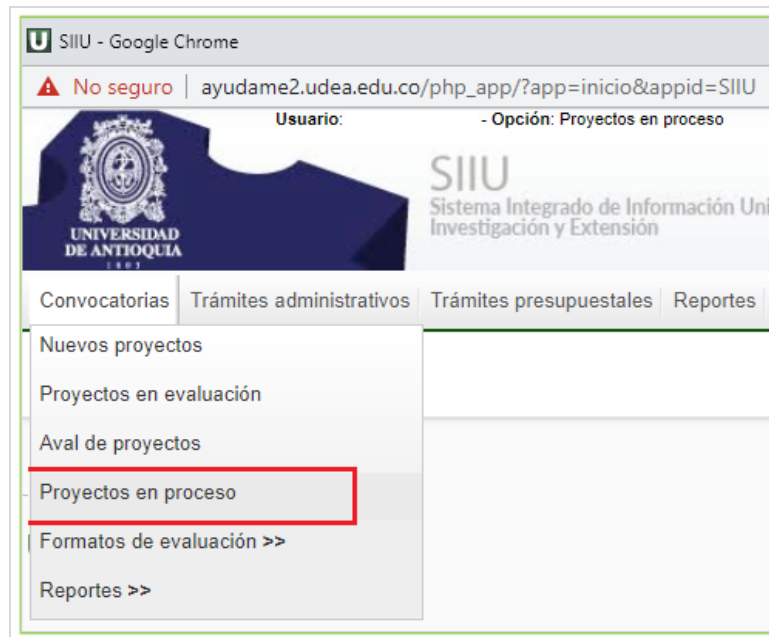 SIIU - Google Chrome
No seguro | ayudame2.udea.edu.co/php_app/?app=inicio&appid=SIIU
Usuario: - Opción: Proyectos en proceso
SIIU
Sistema Integrado de Información Uni
Investigación y Extensión
UNIVERSIDAD
DE ANTIOQUIA
1803
Convocatorias Trámites administrativos Trámites presupuestales Reportes
Nuevos proyectos
Proyectos en evaluación
Aval de proyectos
Proyectos en proceso
Formatos de evaluación >>
Reportes >>